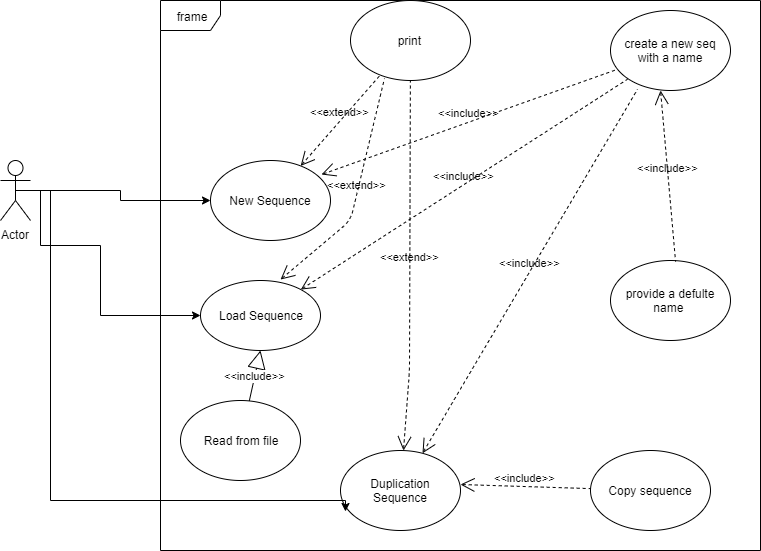 frame
print
create a new seq
with a name
<<extend>>
<<include>>
<<include>>
<<extend>>
<<include>>
New Sequence
Actor
<<extend>>
<<include>>
provide a defulte
name
Load Sequence
<<include>>
Read from file
Duplication
Sequence
<<include>>
Copy sequence